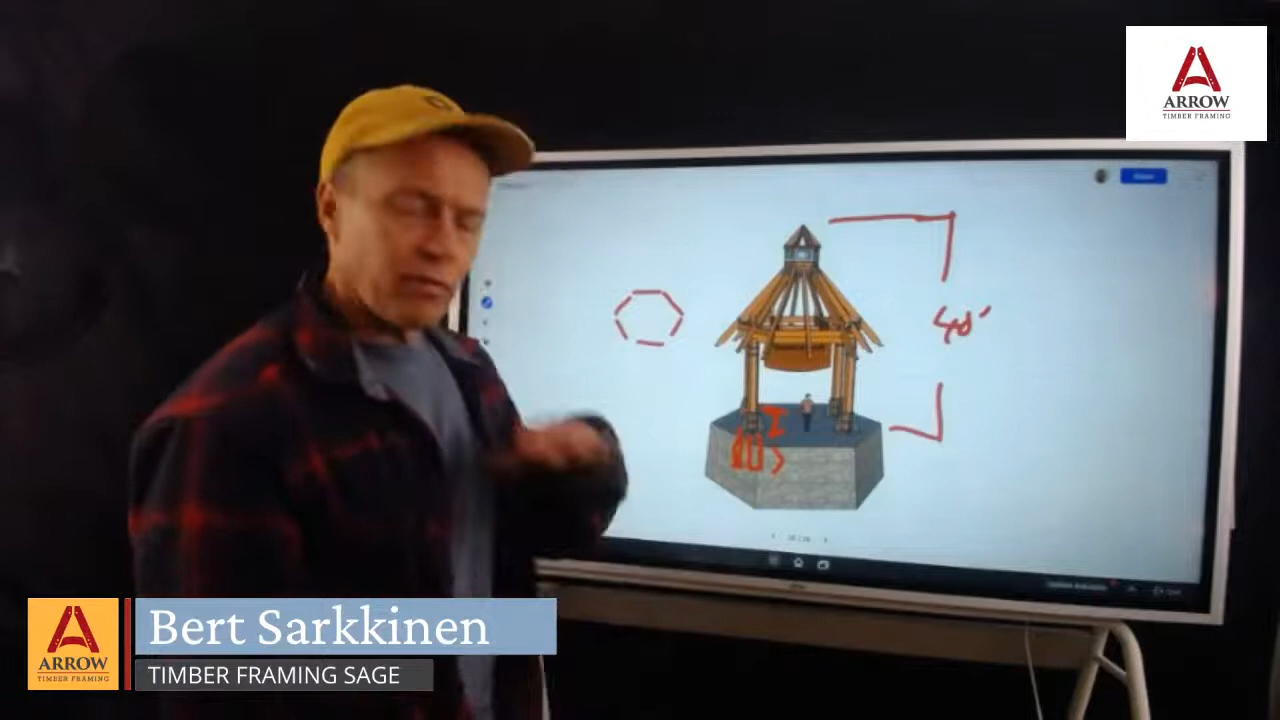 ARROW
TIMBER FRAMING
40'
Bert Sarkkinen
TIMBER FRAMING SAGE
ARROW
TIMBER FRAMING